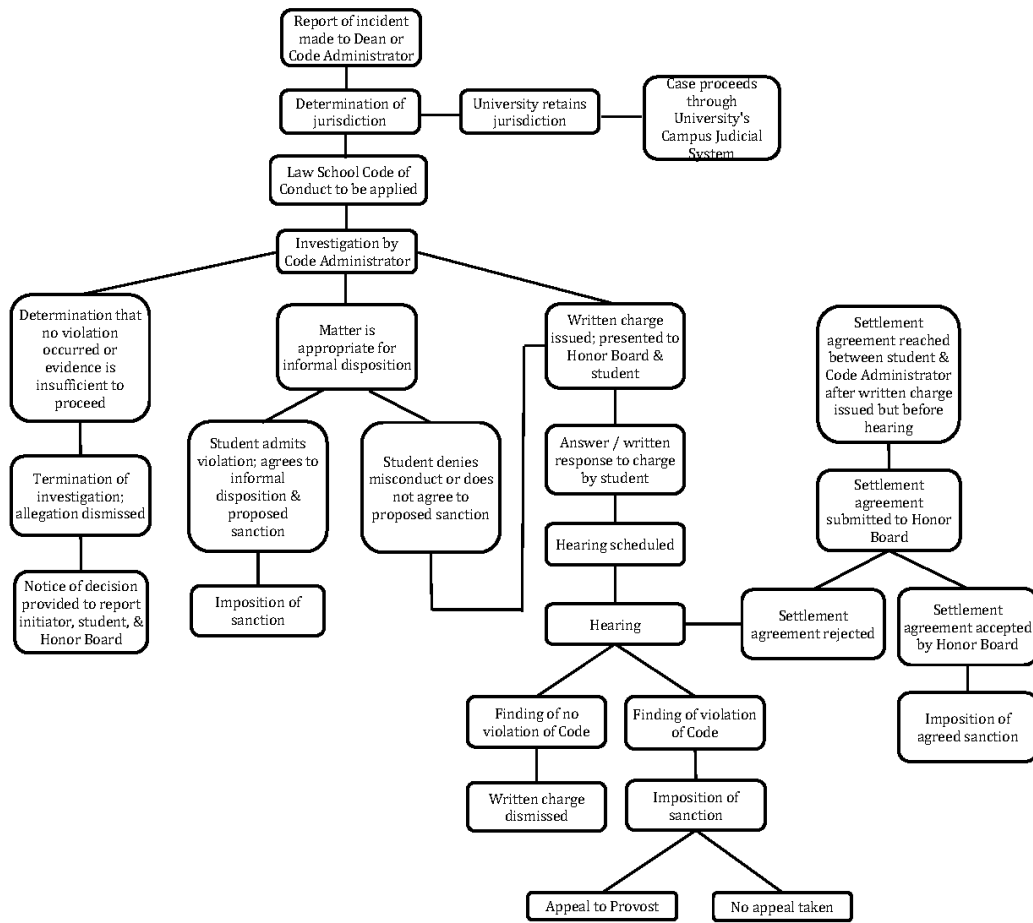 Report of incident
made to Dean or
Code Administrator
Determination of
jurisdiction
University retains
jurisdiction
Case proceeds
through
University's
Campus Judicial
System
Law School Code of
Conduct to be applied
Investigation by
Code Administrator
Determination that
no violation
occurred or
evidence is
insufficient to
proceed
Matter is
appropriate for
informal disposition
Written charge
issued; presented to
Honor Board &
student
Settlement
agreement reached
between student &
Code Administrator
after written charge
issued but before
hearing
Termination of
investigation;
allegation dismissed
Student admits
violation; agrees to
informal
disposition &
proposed
sanction
Student denies
misconduct or does
not agree to
proposed sanction
Answer / written
response to charge
by student
Settlement
agreement
submitted to Honor
Board
Hearing scheduled
Notice of decision
provided to report
initiator, student, &
Honor Board
Imposition of
sanction
Hearing
Settlement
agreement rejected
Settlement
agreement accepted
by Honor Board
Finding of no
violation of Code
Finding of violation
of Code
Imposition of
agreed sanction
Written charge
dismissed
Imposition of
sanction
Appeal to Provost
No appeal taken